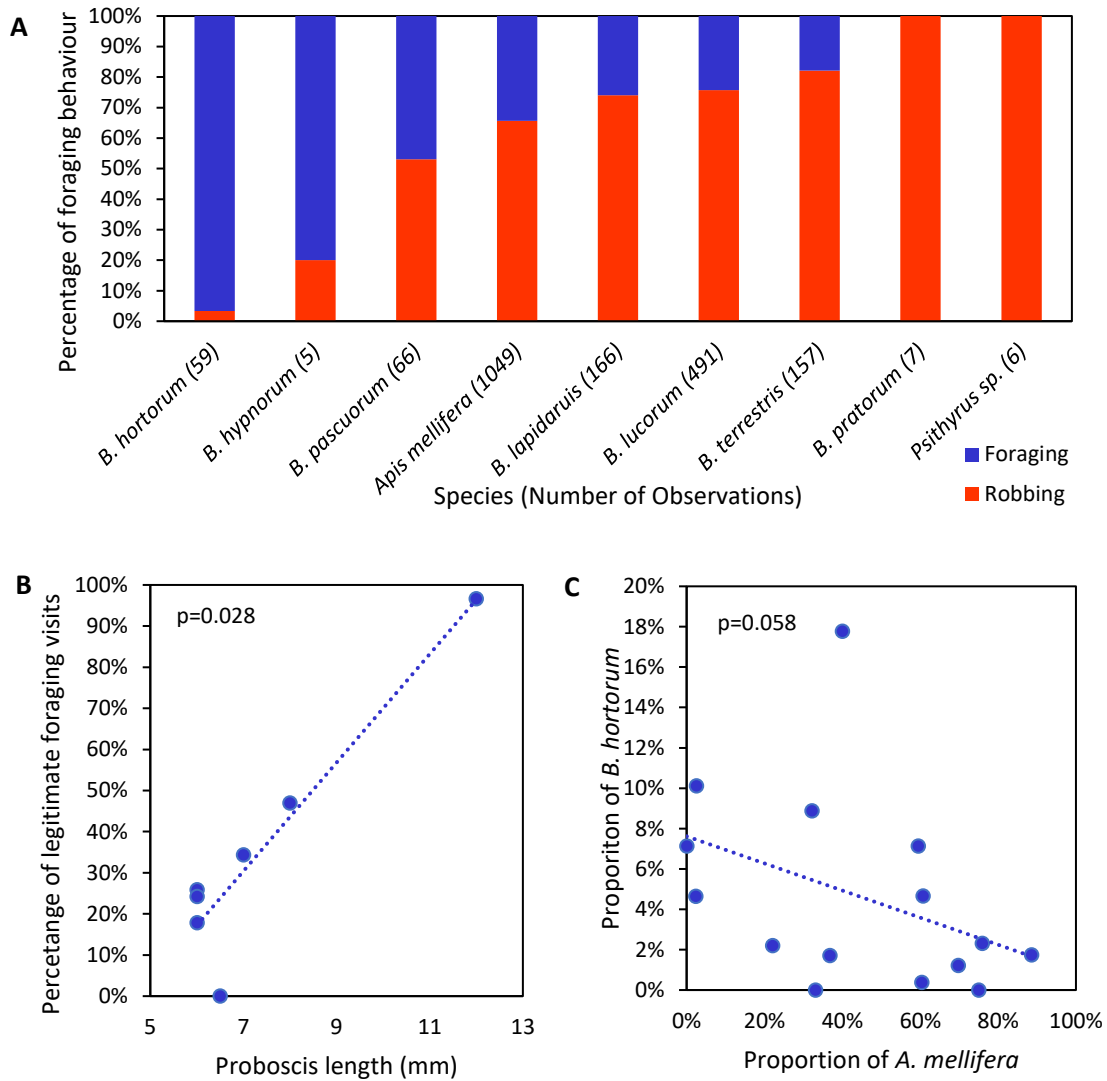 A
Percentage of foraging behaviour
100%
90%
80%
70%
60%
50%
40%
30%
20%
10%
0%
B. hortorum (59)
B. hypnorum (5)
B. pascuorum (66)
Apis mellifera (1049)
B. lapidaruis (166)
B. lucorum (491)
B. terrestris (157)
B. pratorum (7)
Psithyrus sp. (6)
Species (Number of Observations)
Foraging
Robbing
B
Percetange of legitimate foraging visits
100%
90%
80%
70%
60%
50%
40%
30%
20%
10%
0%
p=0.028
5 7 9 11 13
Proboscis length (mm)
C
Proporiton of B. hortorum
20%
18%
16%
14%
12%
10%
8%
6%
4%
2%
0%
p=0.058
0% 20% 40% 60% 80% 100%
Proportion of A. mellifera